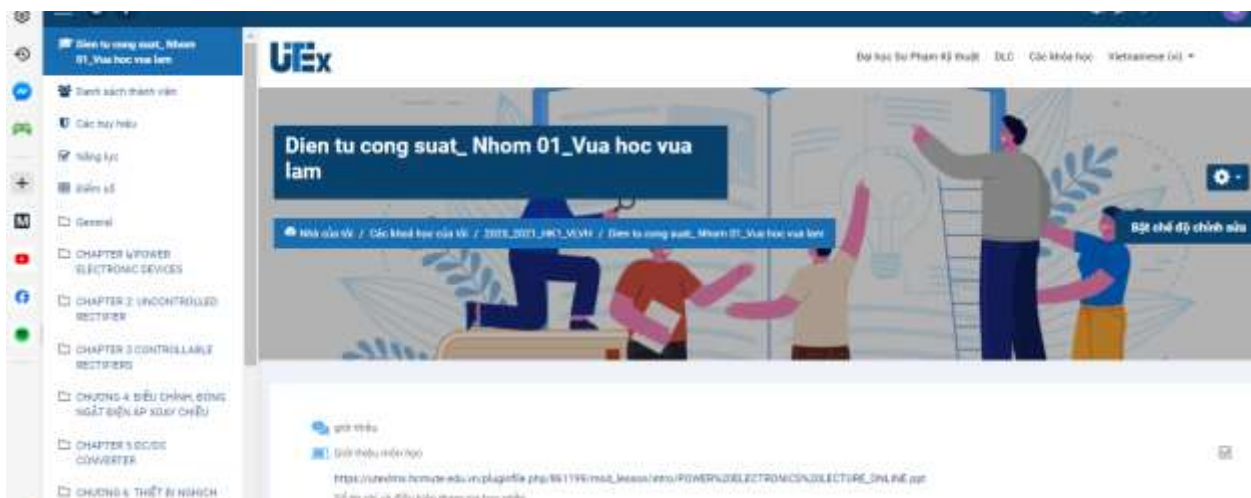 Dien tu cong suat_ Nhom
01_Vua hoc vua lam
Danh sách thành viên
Các huy hiệu
Năng lực
Điểm số
General
CHAPTER 1:POWER
ELECTRONIC DEVICES
CHAPTER 2: UNCONTROLLED
RECTIFIER
CHAPTER 3 CONTROLLABLE
RECTIFIERS
CHƯƠNG 4: ĐIỀU CHỈNH, ĐÓNG
NGẮT ĐIỆN ÁP XOAY CHIỀU
CHAPTER 5:DC/DC
CONVERTER
CHƯƠNG 6: THIẾT BỊ NGHỊCH
UTEx
Đại học Sư Phạm Kỹ thuật DLC Các khóa học Vietnamese (vi)
Dien tu cong suat_ Nhom 01_Vua hoc vua
lam
Nhà của tôi / Các khoá học của tôi / 2020_2021_HK1_VLVH / Dien tu cong suat_ Nhom 01_Vua hoc vua lam
Bật chế độ chỉnh sửa
giới thiệu
Giới thiệu môn học